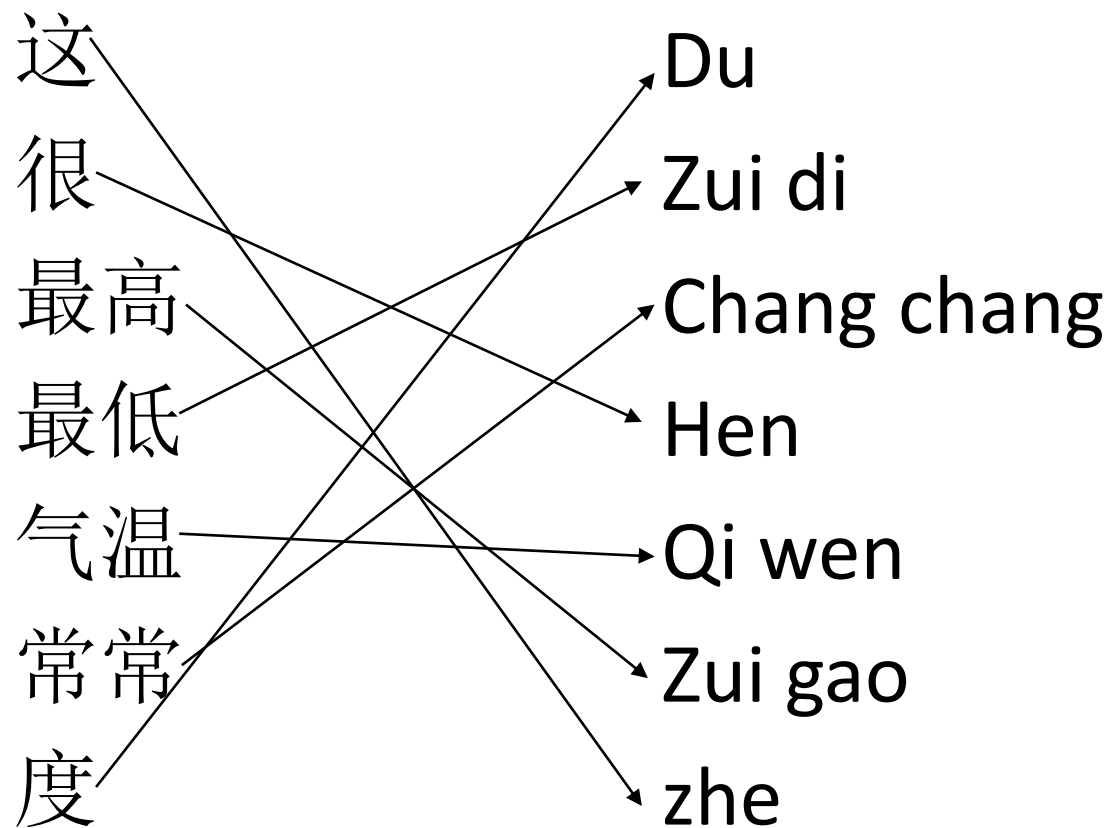 这
很
最高
最低
气温
常常
度
Du
Zui di
Chang chang
Hen
Qi wen
Zui gao
zhe